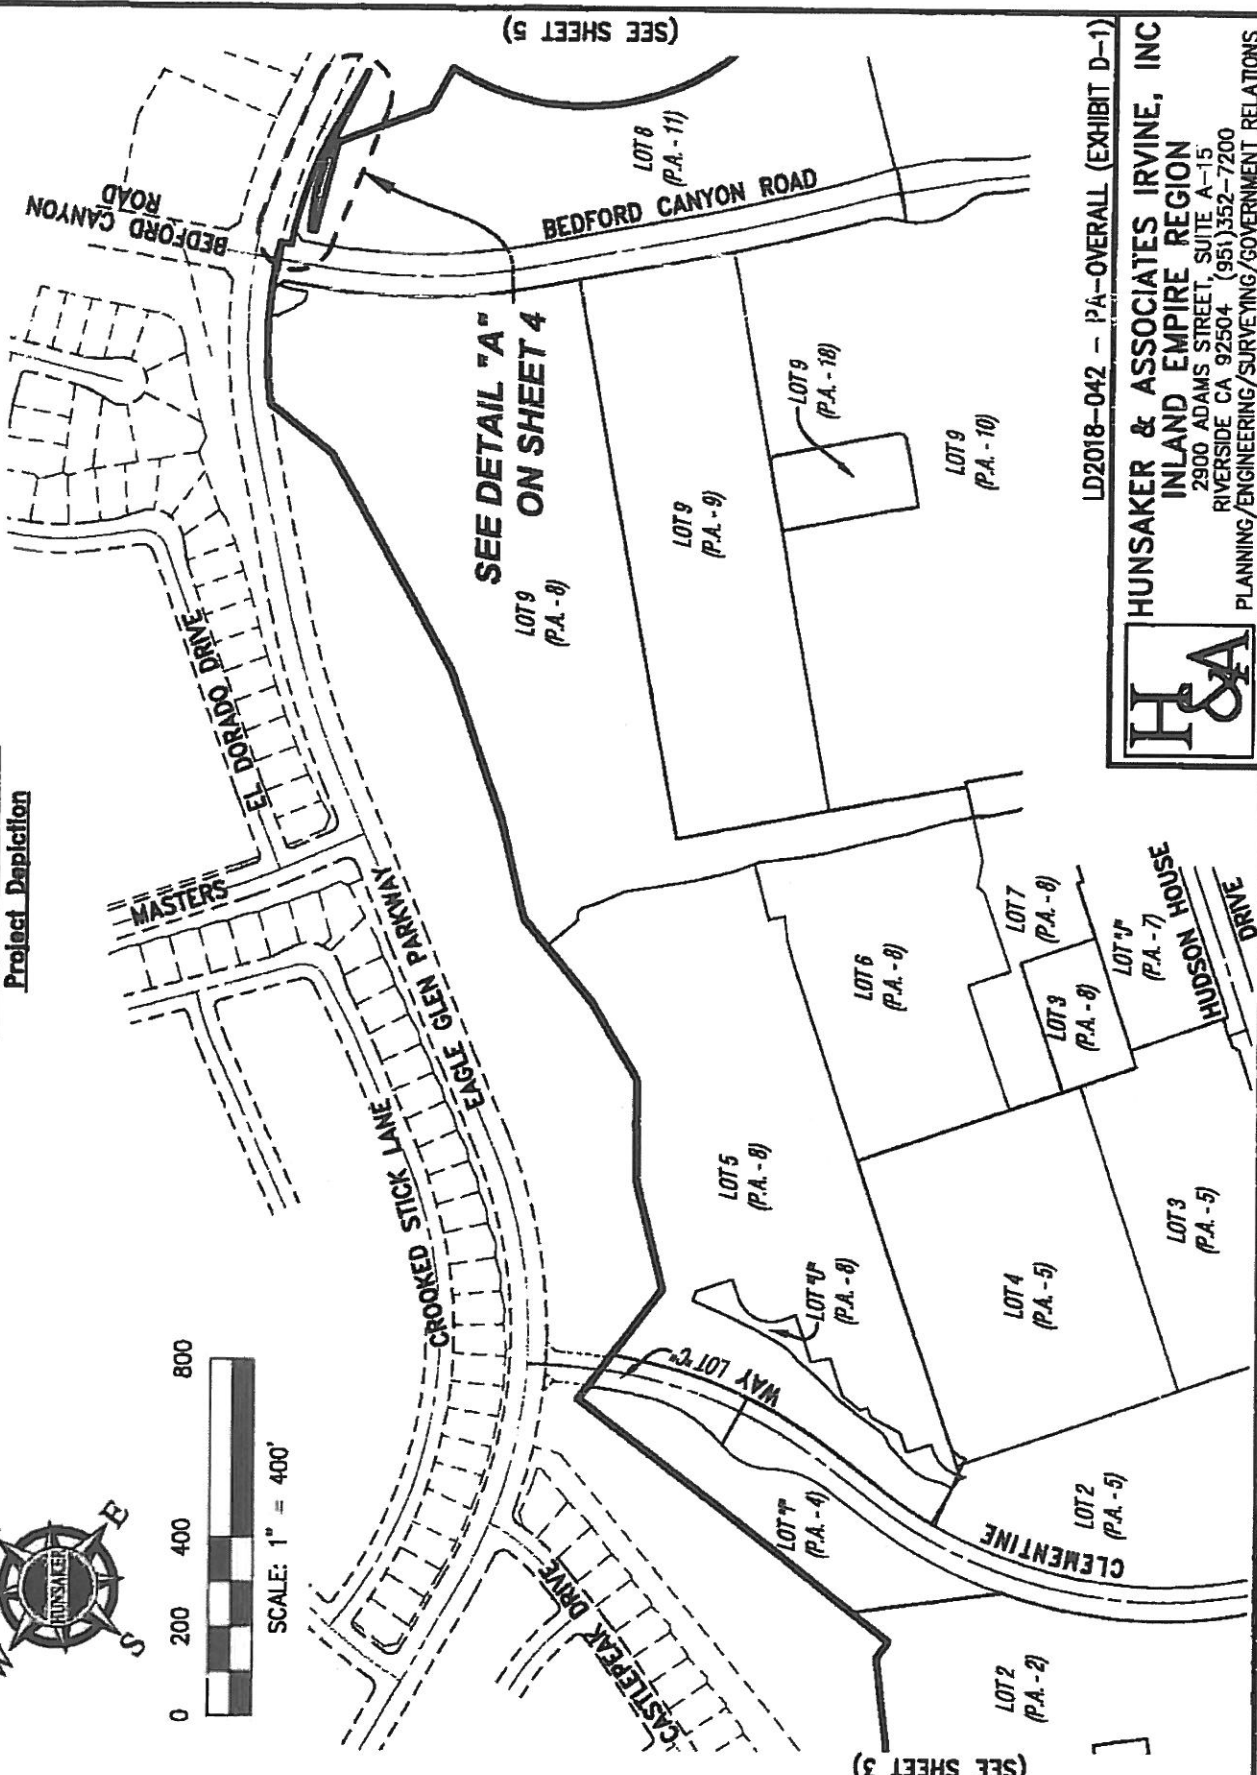 Project Depiction
W
E
S
HUNSAKER
0 200 400 800
SCALE: 1" = 400'
(SEE SHEET 5)
(SEE SHEET 3)
BEDFORD CANYON
ROAD
EL DORADO DRIVE
MASTERS
EAGLE GLEN PARKWAY
CROOKED STICK LANE
CASTLEPEAK DRIVE
SEE DETAIL "A"
ON SHEET 4
BEDFORD CANYON ROAD
LOT 8
(P.A. - 11)
LOT 9
(P.A. - 8)
LOT 9
(P.A. - 9)
LOT 9
(P.A. - 18)
LOT 9
(P.A. - 10)
LOT 5
(P.A. - 8)
LOT 6
(P.A. - 8)
LOT 7
(P.A. - 8)
LOT 3
(P.A. - 8)
LOT "J"
(P.A. - 7)
HUDSON HOUSE
DRIVE
LOT "U"
(P.A. - 8)
LOT 4
(P.A. - 5)
LOT 3
(P.A. - 5)
WAY LOT "C"
CLEMENTINE
(P.A. - 4)
LOT 2
(P.A. - 5)
LOT 2
(P.A. - 2)
LD2018-042 - PA-OVERALL (EXHIBIT D-1)
H&A
HUNSAKER & ASSOCIATES IRVINE, INC
INLAND EMPIRE REGION
2900 ADAMS STREET, SUITE A-15
RIVERSIDE CA 92504 (951)352-7200
PLANNING/ENGINEERING/SURVEYING/GOVERNMENT RELATIONS